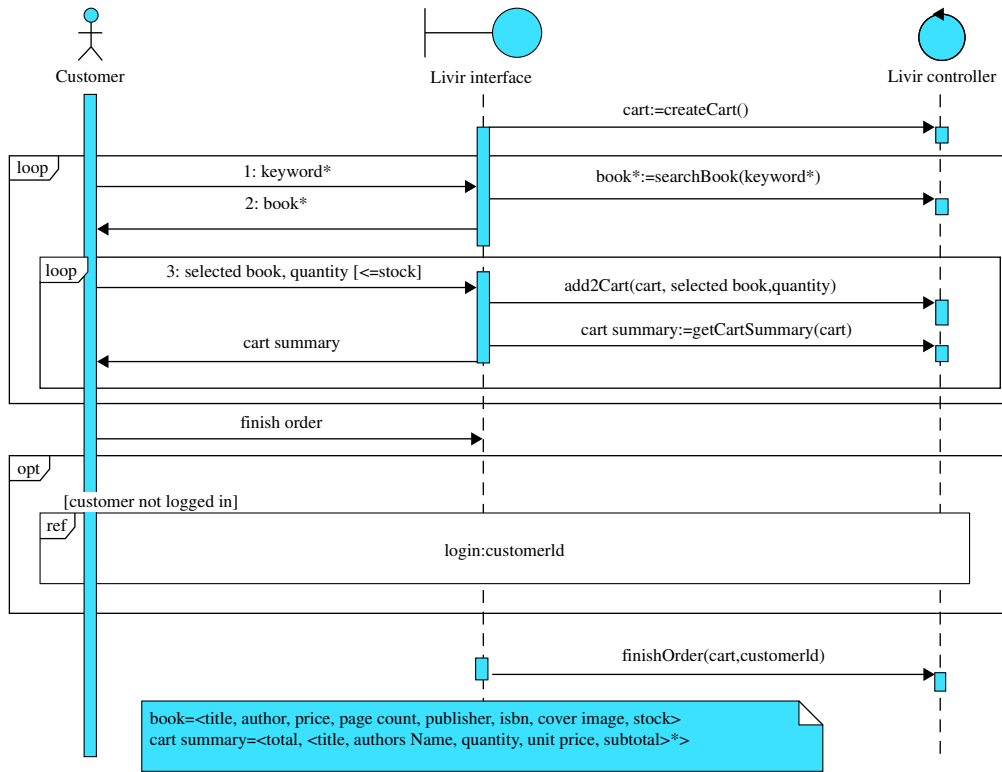 Customer
Livir interface
Livir controller
cart:=createCart()
loop
1: keyword*
book*:=searchBook(keyword*)
2: book*
loop
3: selected book, quantity [<=stock]
add2Cart(cart, selected book,quantity)
cart summary:=getCartSummary(cart)
cart summary
finish order
opt
[customer not logged in]
ref
login:customerld
finishOrder(cart,customerld)
book=<title, author, price, page count, publisher, isbn, cover image, stock>
cart summary=<total, <title, authors Name, quantity, unit price, subtotal>*>